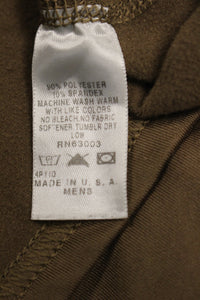 90% POLYESTER
10% SPANDEX
MACHINE WASH WARM
WITH LIKE COLORS
NO BLEACH.NO FABRIC
SOFTENER.TUMBLR DRY
LOW
RN63003
4P110
MADE IN U.S.A.
MENS